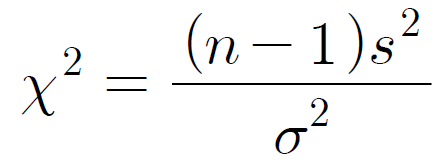 χ² = (n − 1)s² / σ²